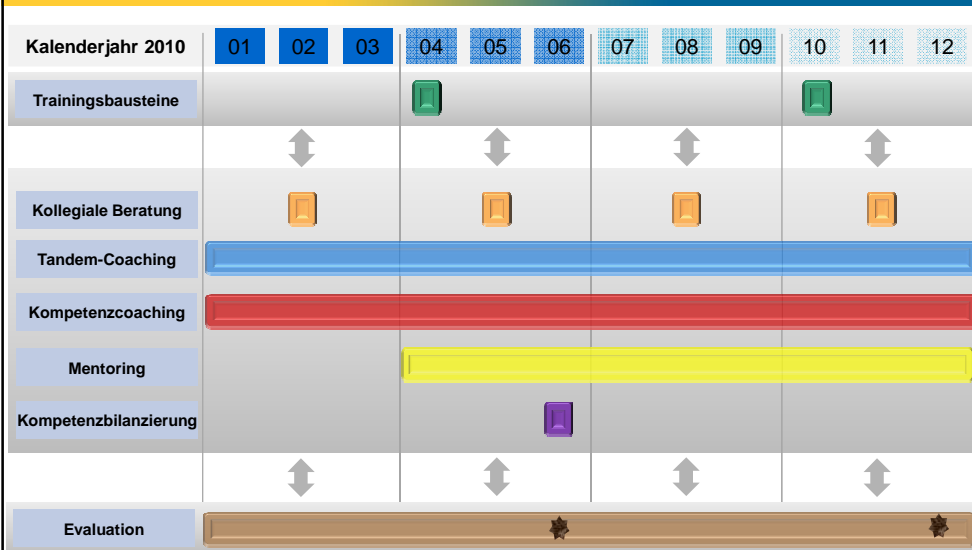 Kalenderjahr 2010 01 02 03 04 05 06 07 08 09 10 11 12
Trainingsbausteine
Kollegiale Beratung
Tandem-Coaching
Kompetenzcoaching
Mentoring
Kompetenzbilanzierung
Evaluation